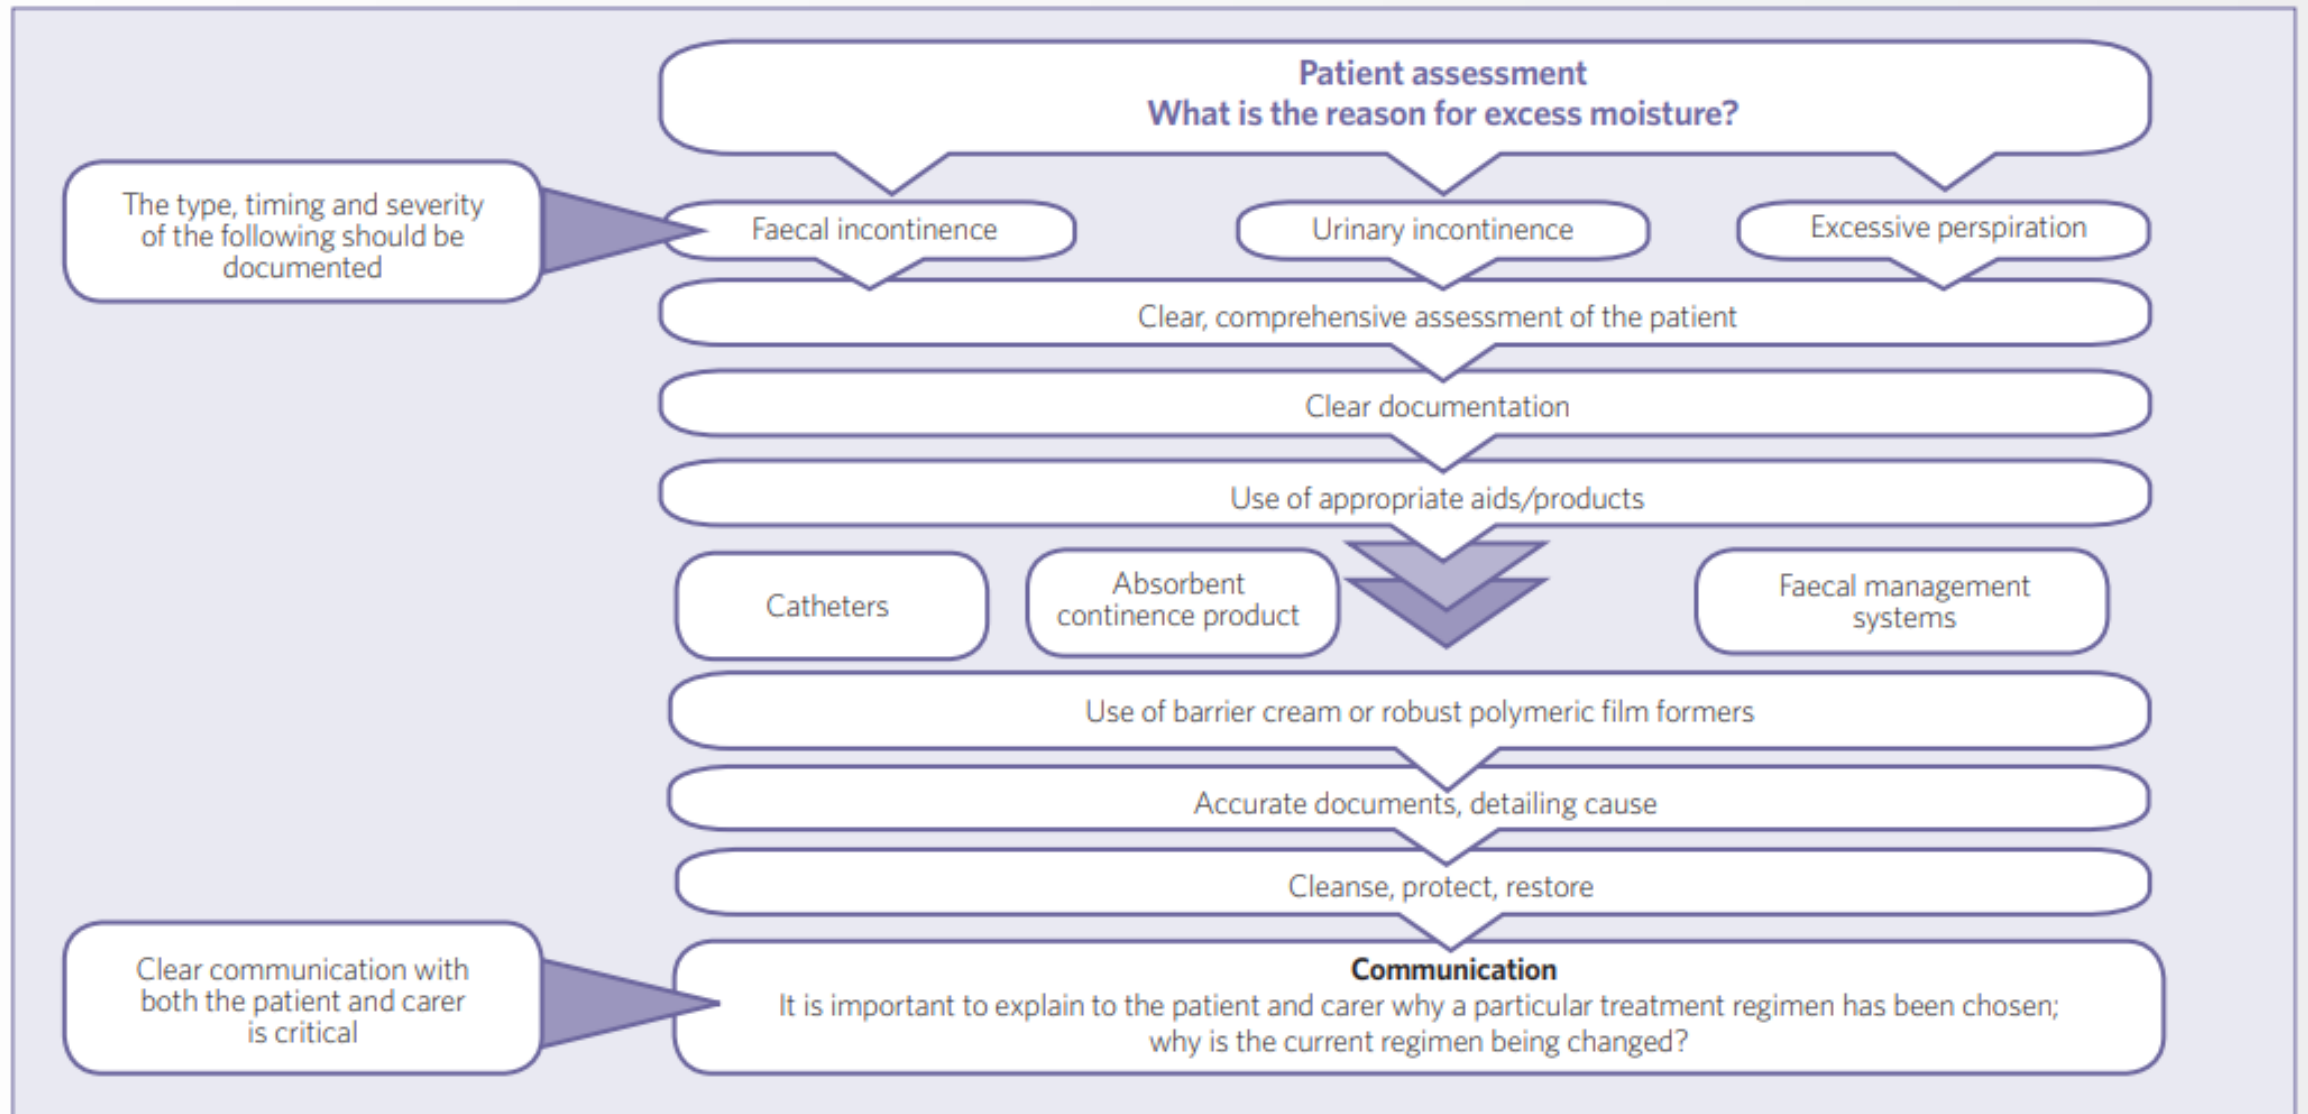 Patient assessment
What is the reason for excess moisture?
The type, timing and severity
of the following should be
documented
Faecal incontinence
Urinary incontinence
Excessive perspiration
Clear, comprehensive assessment of the patient
Clear documentation
Use of appropriate aids/products
Catheters
Absorbent
continence product
Faecal management
systems
Use of barrier cream or robust polymeric film formers
Accurate documents, detailing cause
Cleanse, protect, restore
Clear communication with
both the patient and carer
is critical
Communication
It is important to explain to the patient and carer why a particular treatment regimen has been chosen;
why is the current regimen being changed?